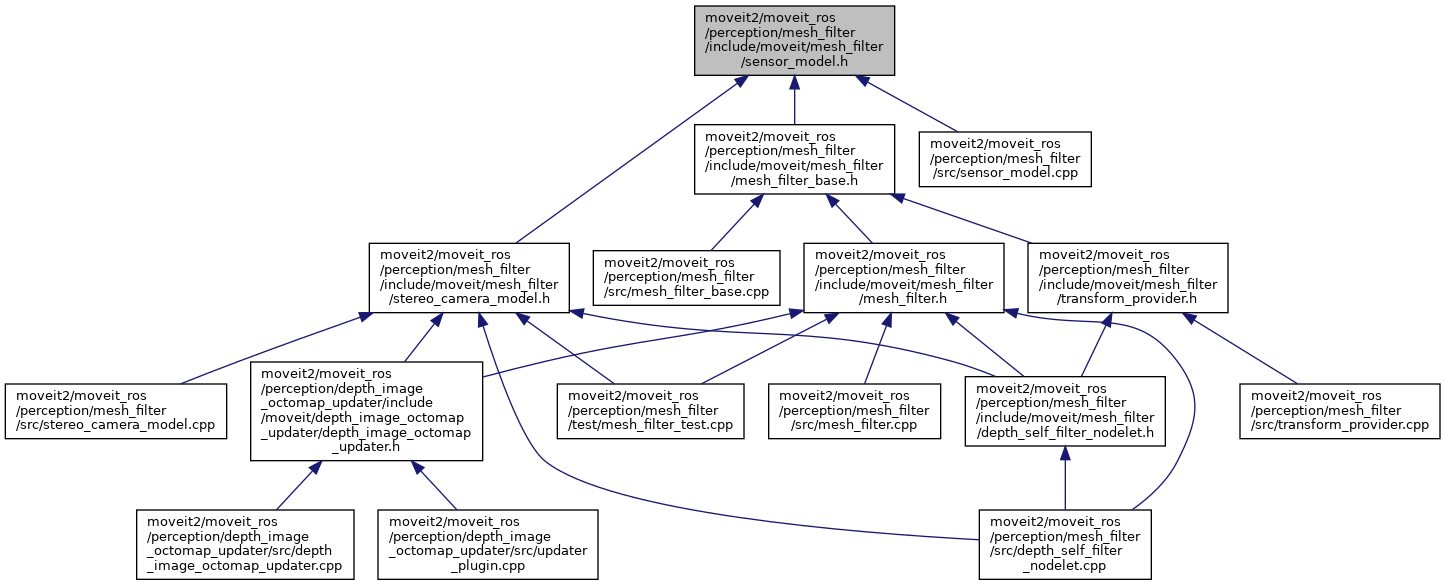 moveit2/moveit_ros
/perception/mesh_filter
/include/moveit/mesh_filter
/sensor_model.h
moveit2/moveit_ros
/perception/mesh_filter
/include/moveit/mesh_filter
/mesh_filter_base.h
moveit2/moveit_ros
/perception/mesh_filter
/src/sensor_model.cpp
moveit2/moveit_ros
/perception/mesh_filter
/include/moveit/mesh_filter
/stereo_camera_model.h
moveit2/moveit_ros
/perception/mesh_filter
/src/mesh_filter_base.cpp
moveit2/moveit_ros
/perception/mesh_filter
/include/moveit/mesh_filter
/mesh_filter.h
moveit2/moveit_ros
/perception/mesh_filter
/include/moveit/mesh_filter
/transform_provider.h
moveit2/moveit_ros
/perception/mesh_filter
/src/stereo_camera_model.cpp
moveit2/moveit_ros
/perception/depth_image
_octomap_updater/include
/moveit/depth_image_octomap
_updater/depth_image_octomap
_updater.h
moveit2/moveit_ros
/perception/mesh_filter
/test/mesh_filter_test.cpp
moveit2/moveit_ros
/perception/mesh_filter
/src/mesh_filter.cpp
moveit2/moveit_ros
/perception/mesh_filter
/include/moveit/mesh_filter
/depth_self_filter_nodelet.h
moveit2/moveit_ros
/perception/mesh_filter
/src/transform_provider.cpp
moveit2/moveit_ros
/perception/depth_image
_octomap_updater/src/depth
_image_octomap_updater.cpp
moveit2/moveit_ros
/perception/depth_image
_octomap_updater/src/updater
_plugin.cpp
moveit2/moveit_ros
/perception/mesh_filter
/src/depth_self_filter
_nodelet.cpp